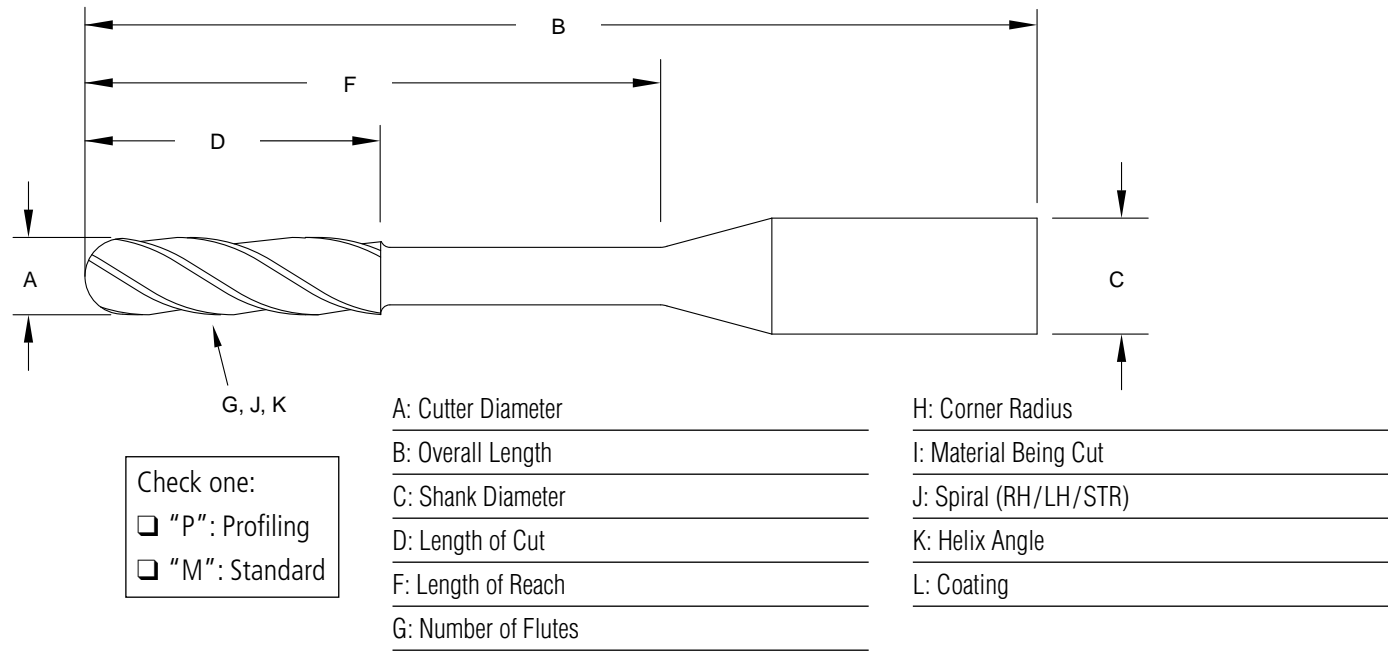 B
F
D
A
C
G, J, K
Check one:
❑ “P”: Profiling
❑ “M”: Standard
A: Cutter Diameter
B: Overall Length
C: Shank Diameter
D: Length of Cut
F: Length of Reach
G: Number of Flutes
H: Corner Radius
I: Material Being Cut
J: Spiral (RH/LH/STR)
K: Helix Angle
L: Coating